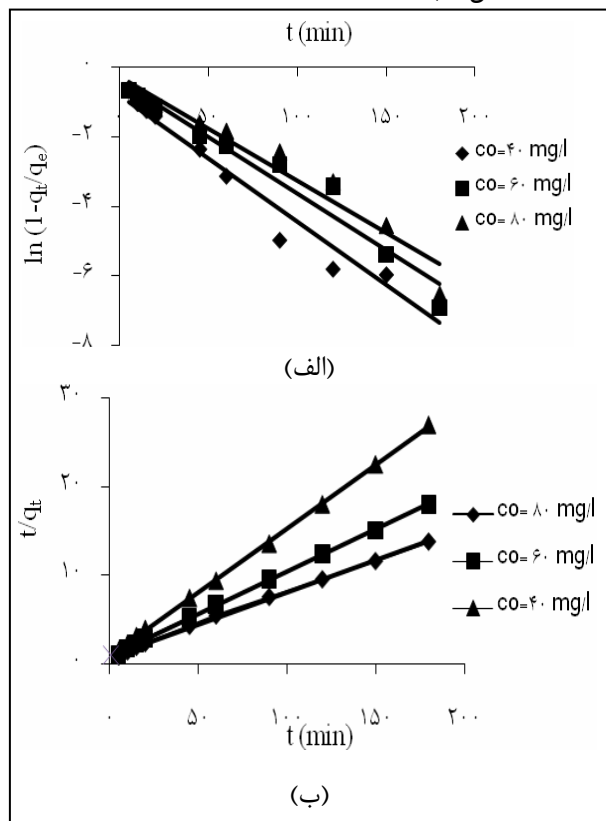 t (min)
۰
۵۰
۱۰۰
۱۵۰
۲۰۰
-۲
-۴
-۶
-۸
ln (1-qt/qe)
co=۴۰ mg/l
co= ۶۰ mg/l
co= ۸۰ mg/l
(الف)
۳۰
۲۰
۱۰
۰
t/qt
co= ۸۰ mg/l
co= ۶۰ mg/l
co=۴۰ mg/l
۰
۵۰
۱۰۰
۱۵۰
۲۰۰
t (min)
(ب)